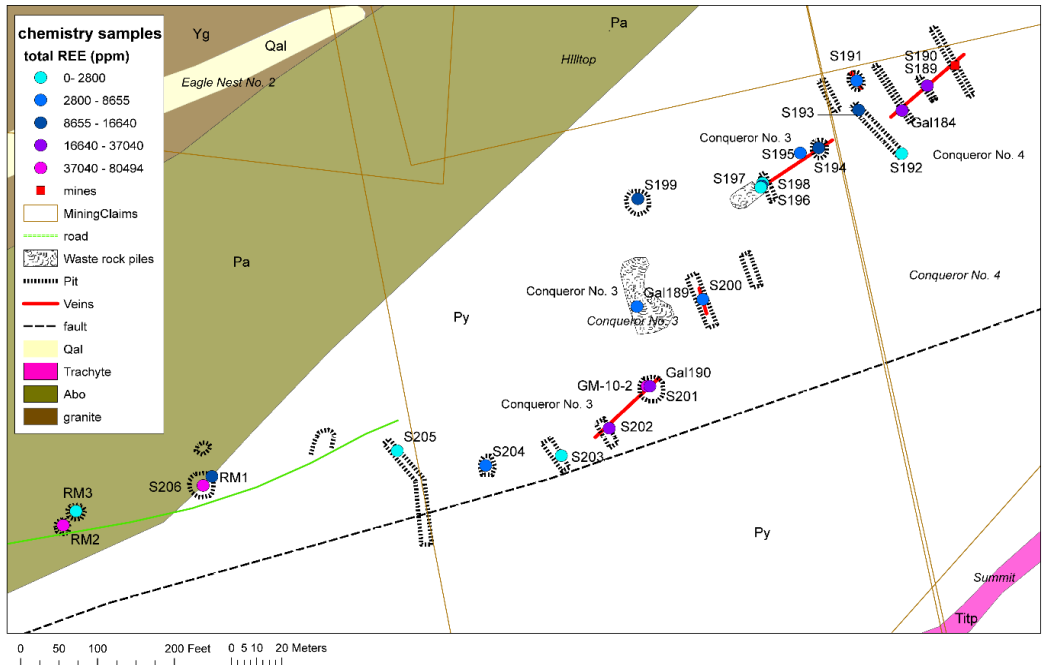 chemistry samples
total REE (ppm)
0- 2800
2800 - 8655
8655 - 16640
16640 - 37040
37040 - 80494
mines
MiningClaims
road
Waste rock piles
Pit
Veins
fault
Qal
Trachyte
Abo
granite
Yg
Qal
Eagle Nest No. 2
Pa
Hilltop
S191
S190
S189
S193
Gal184
Conqueror No. 3
S195
S194
S192
Conqueror No. 4
S197
S198
S196
S199
Pa
Conqueror No. 4
Conqueror No. 3
Gal189
S200
Conqueror No. 3
Py
Gal190
GM-10-2
S201
Conqueror No. 3
S202
S205
S204
S203
S206
RM1
RM3
RM2
Py
Summit
Titp
0 50 100 200 Feet
0 5 10 20 Meters